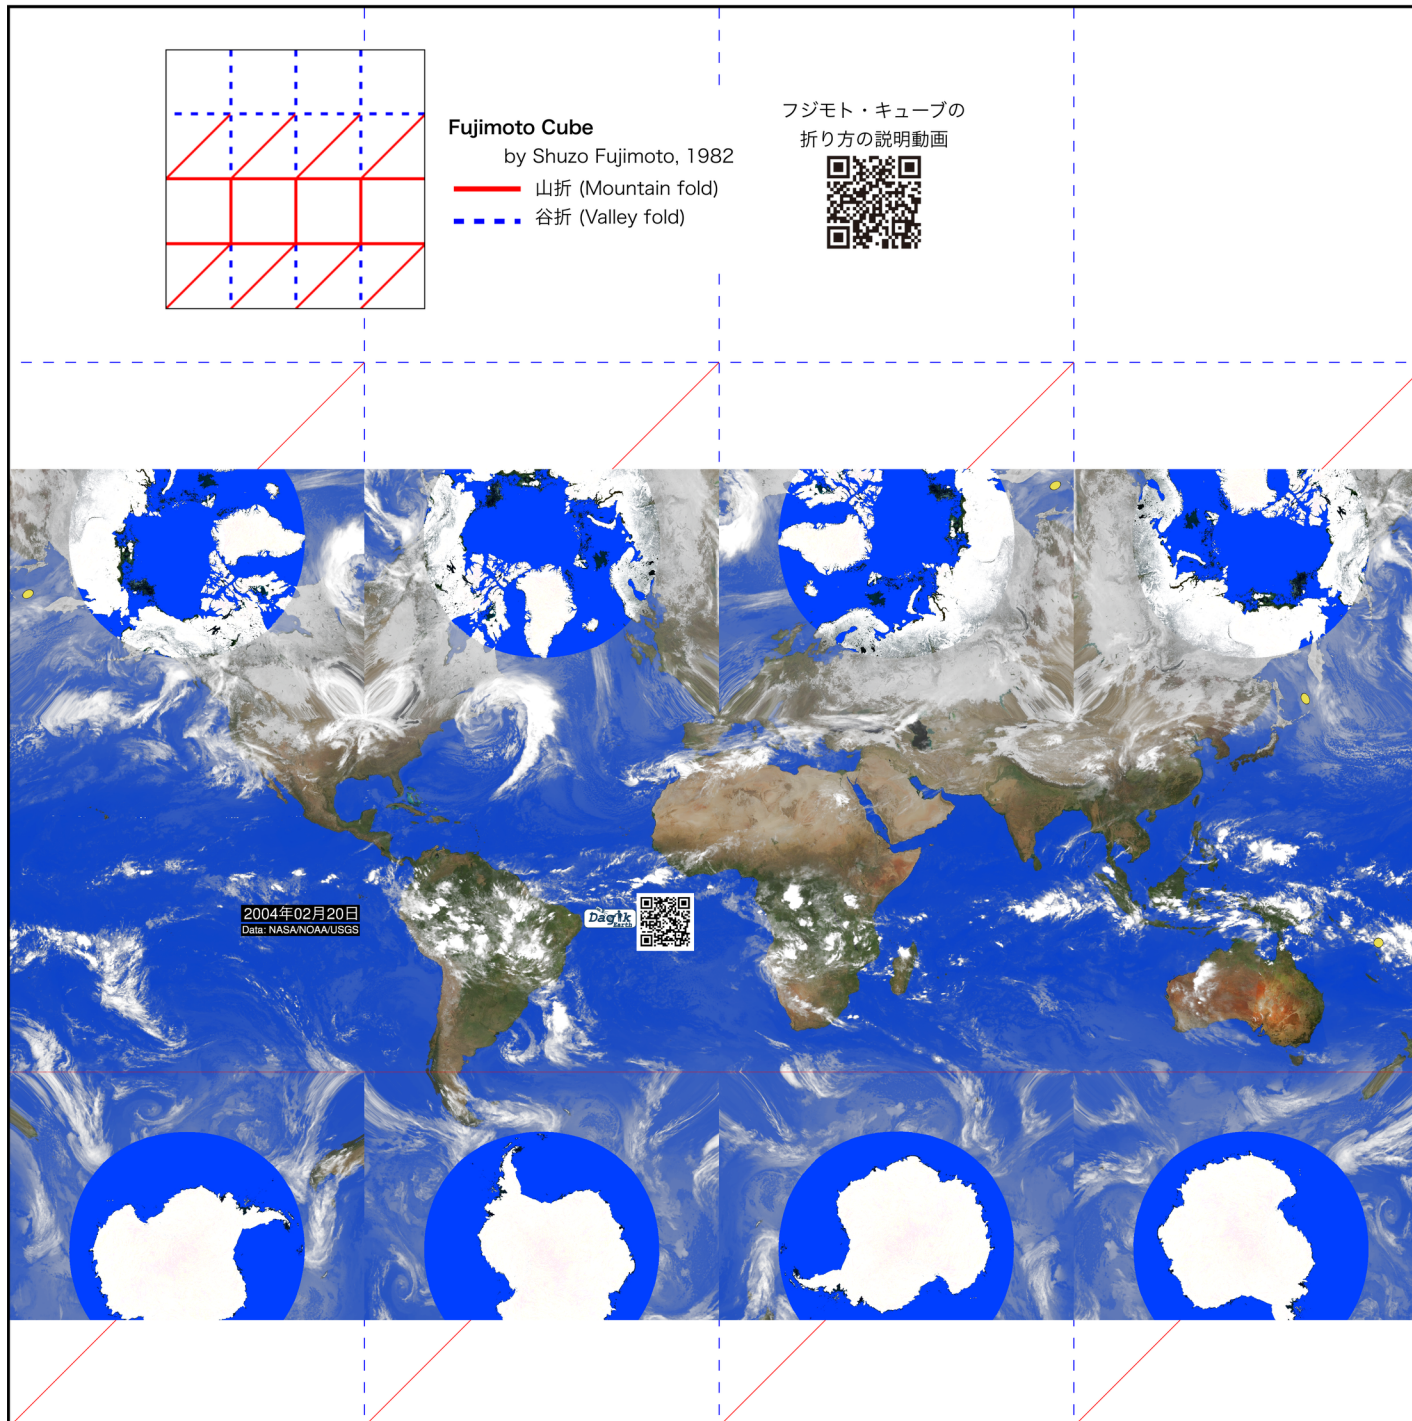 Fujimoto Cube
by Shuzo Fujimoto, 1982
山折 (Mountain fold)
谷折 (Valley fold)
フジモト・キューブの
折り方の説明動画
2004年02月20日
Data: NASA/NOAA/USGS
Dagik
Earth